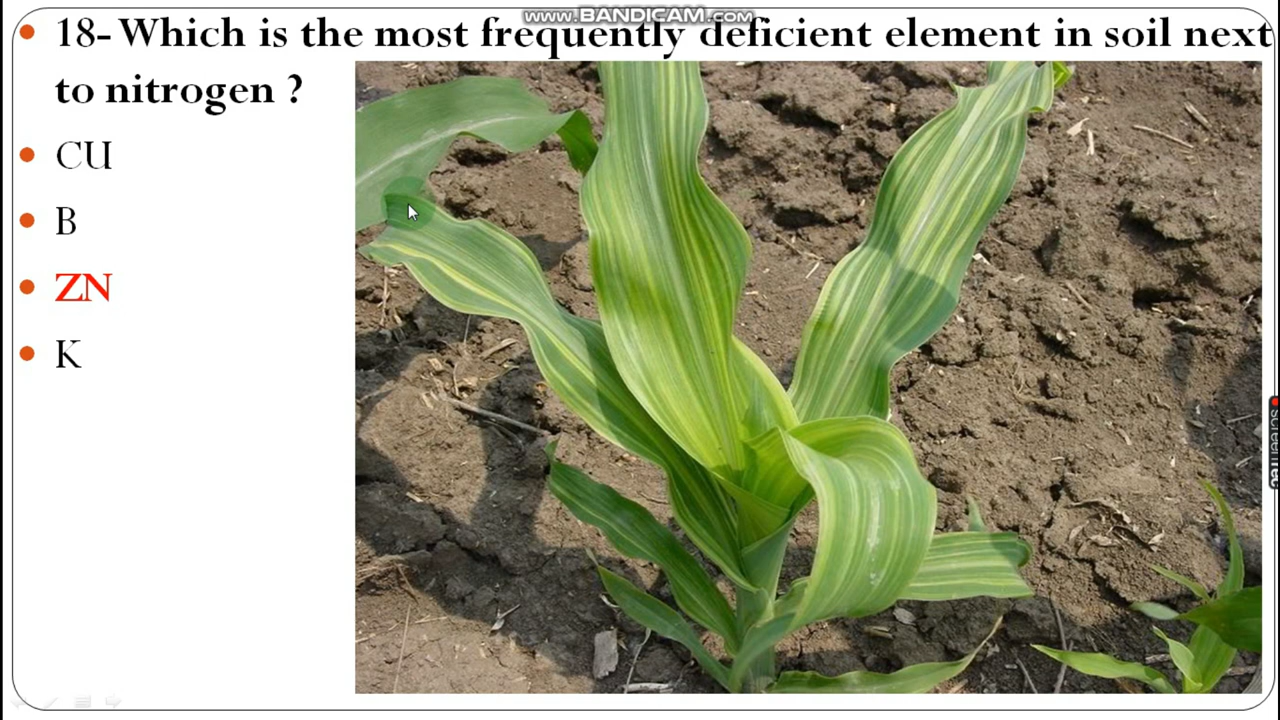 www.BANDICAM.com
18- Which is the most frequently deficient element in soil next
to nitrogen ?
CU
B
ZN
K